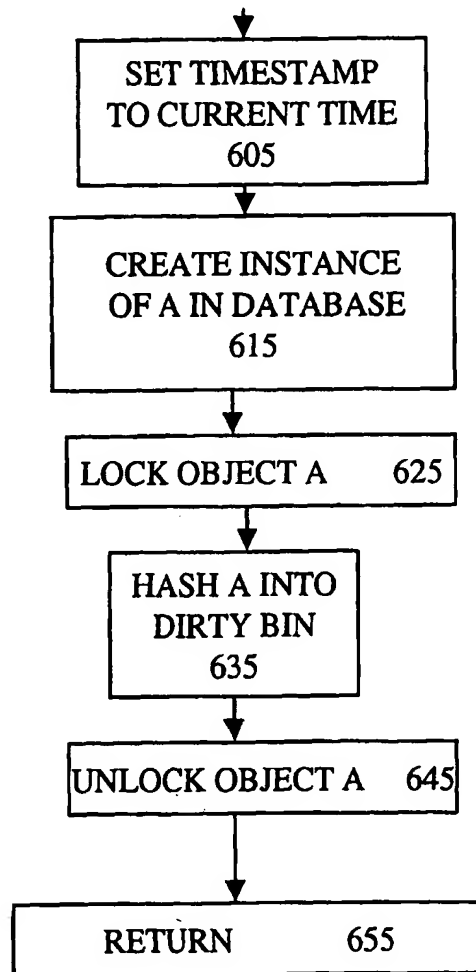 SET TIMESTAMP
TO CURRENT TIME
605
CREATE INSTANCE
OF A IN DATABASE
615
LOCK OBJECT A 625
HASH A INTO
DIRTY BIN
635
UNLOCK OBJECT A 645
RETURN 655